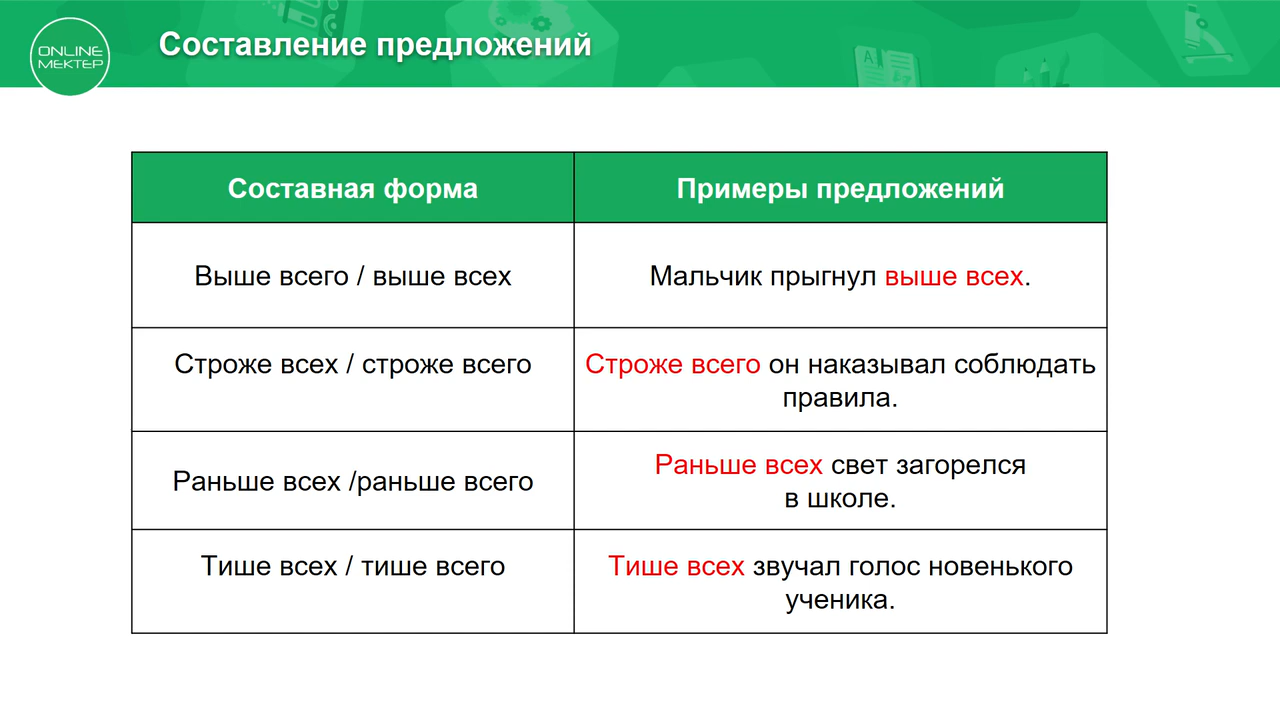 ONLINE
МЕКТЕР
Составление предложений
Составная форма
Примеры предложений
Выше всего / выше всех
Мальчик прыгнул выше всех.
Строже всех / строже всего
Строже всего он наказывал соблюдать
правила.
Раньше всех /раньше всего
Раньше всех свет загорелся
в школе.
Тише всех / тише всего
Тише всех звучал голос новенького
ученика.